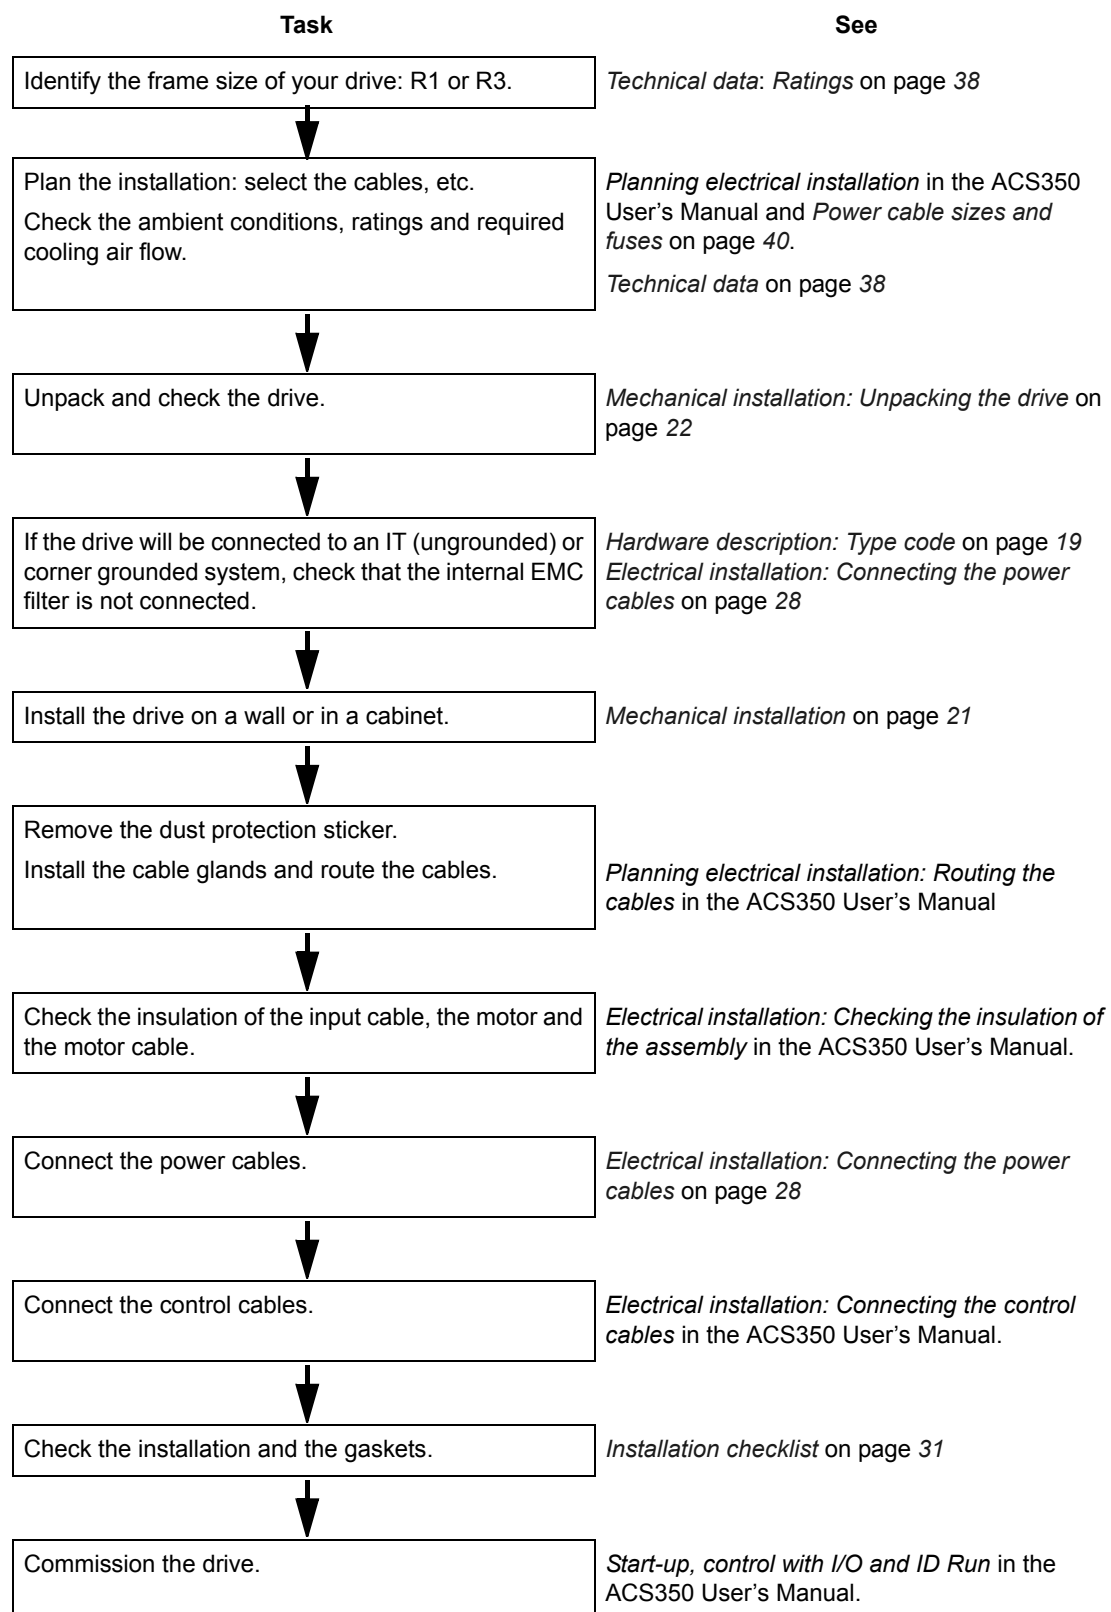 Task See
Identify the frame size of your drive: R1 or R3.
Technical data: Ratings on page 38
Plan the installation: select the cables, etc.
Check the ambient conditions, ratings and required
cooling air flow.
Planning electrical installation in the ACS350
User’s Manual and Power cable sizes and
fuses on page 40.
Technical data on page 38
Unpack and check the drive.
Mechanical installation: Unpacking the drive on
page 22
If the drive will be connected to an IT (ungrounded) or
corner grounded system, check that the internal EMC
filter is not connected.
Hardware description: Type code on page 19
Electrical installation: Connecting the power
cables on page 28
Install the drive on a wall or in a cabinet.
Mechanical installation on page 21
Remove the dust protection sticker.
Install the cable glands and route the cables.
Planning electrical installation: Routing the
cables in the ACS350 User’s Manual
Check the insulation of the input cable, the motor and
the motor cable.
Electrical installation: Checking the insulation of
the assembly in the ACS350 User’s Manual.
Connect the power cables.
Electrical installation: Connecting the power
cables on page 28
Connect the control cables.
Electrical installation: Connecting the control
cables in the ACS350 User’s Manual.
Check the installation and the gaskets.
Installation checklist on page 31
Commission the drive.
Start-up, control with I/O and ID Run in the
ACS350 User’s Manual.